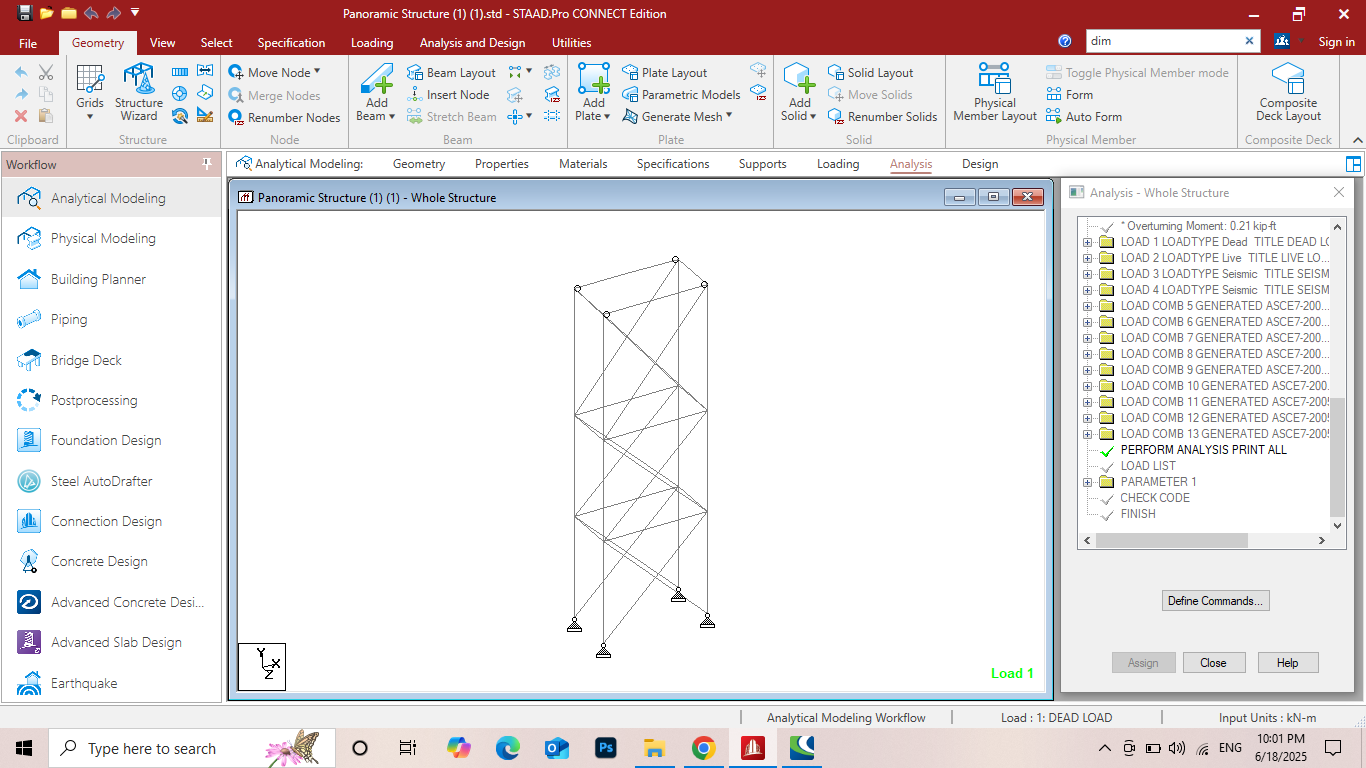 Panoramic Structure (1) (1).std - STAAD.Pro CONNECT Edition
File Geometry View Select Specification Loading Analysis and Design Utilities dim Sign in
Grids
Structure Wizard
Structure
Clipboard
Move Node
Merge Nodes
Renumber Nodes
Node
Add Beam
Beam Layout
Insert Node
Stretch Beam
Beam
Add Plate
Plate Layout
Parametric Models
Generate Mesh
Plate
Add Solid
Solid Layout
Move Solids
Renumber Solids
Solid
Physical Member Layout
Toggle Physical Member mode
Form
Auto Form
Physical Member
Composite Deck Layout
Composite Deck
Workflow
Analytical Modeling: Geometry Properties Materials Specifications Supports Loading Analysis Design
Analytical Modeling
Physical Modeling
Building Planner
Piping
Bridge Deck
Postprocessing
Foundation Design
Steel AutoDrafter
Connection Design
Concrete Design
Advanced Concrete Desi...
Advanced Slab Design
Earthquake
Panoramic Structure (1) (1) - Whole Structure
Y
X
Z
Load 1
Analysis - Whole Structure
* Overturning Moment: 0.21 kip-ft
LOAD 1 LOADTYPE Dead TITLE DEAD LO
LOAD 2 LOADTYPE Live TITLE LIVE LO...
LOAD 3 LOADTYPE Seismic TITLE SEISM
LOAD 4 LOADTYPE Seismic TITLE SEISM
LOAD COMB 5 GENERATED ASCE7-200...
LOAD COMB 6 GENERATED ASCE7-200...
LOAD COMB 7 GENERATED ASCE7-200...
LOAD COMB 8 GENERATED ASCE7-200...
LOAD COMB 9 GENERATED ASCE7-200...
LOAD COMB 10 GENERATED ASCE7-200.
LOAD COMB 11 GENERATED ASCE7-2005
LOAD COMB 12 GENERATED ASCE7-2005
LOAD COMB 13 GENERATED ASCE7-2005
PERFORM ANALYSIS PRINT ALL
LOAD LIST
PARAMETER 1
CHECK CODE
FINISH
Define Commands...
Assign Close Help
Analytical Modeling Workflow Load : 1: DEAD LOAD Input Units : kN-m
Type here to search
Ps
ENG
10:01 PM
6/18/2025